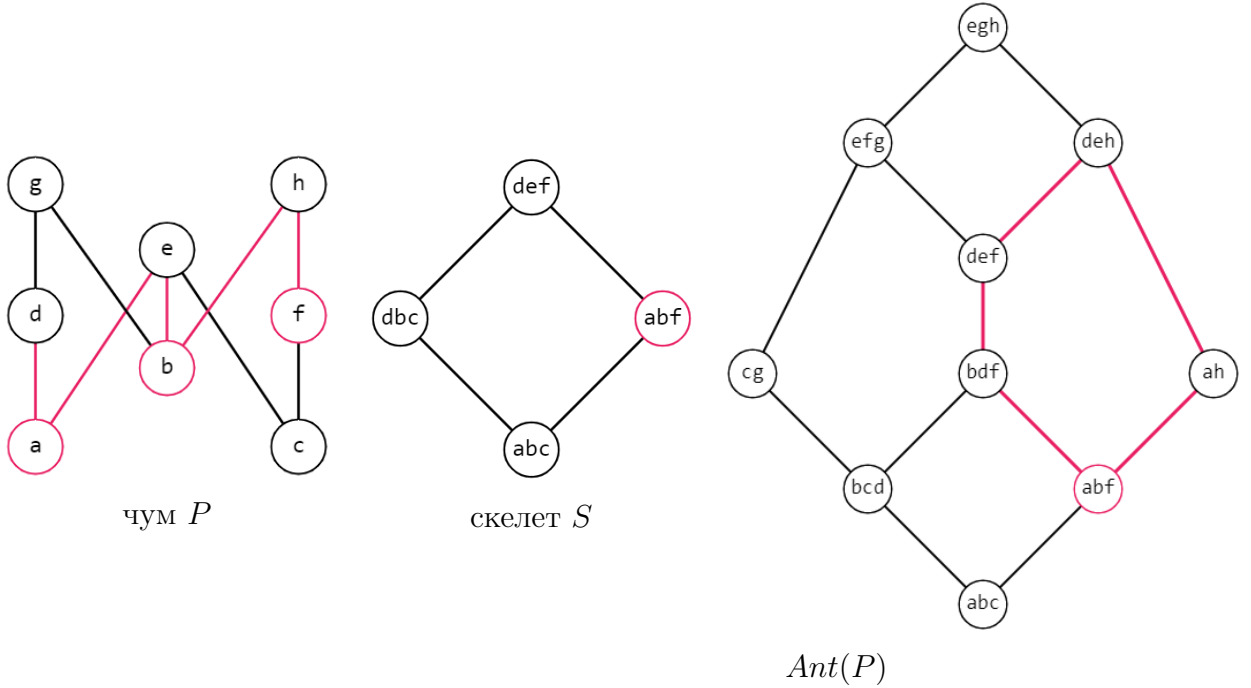 g
h
e
d
f
b
a
c
чум P
def
dbc
abf
abc
скелет S
egh
efg
deh
def
cg
bdf
ah
bcd
abf
abc
Ant(P)